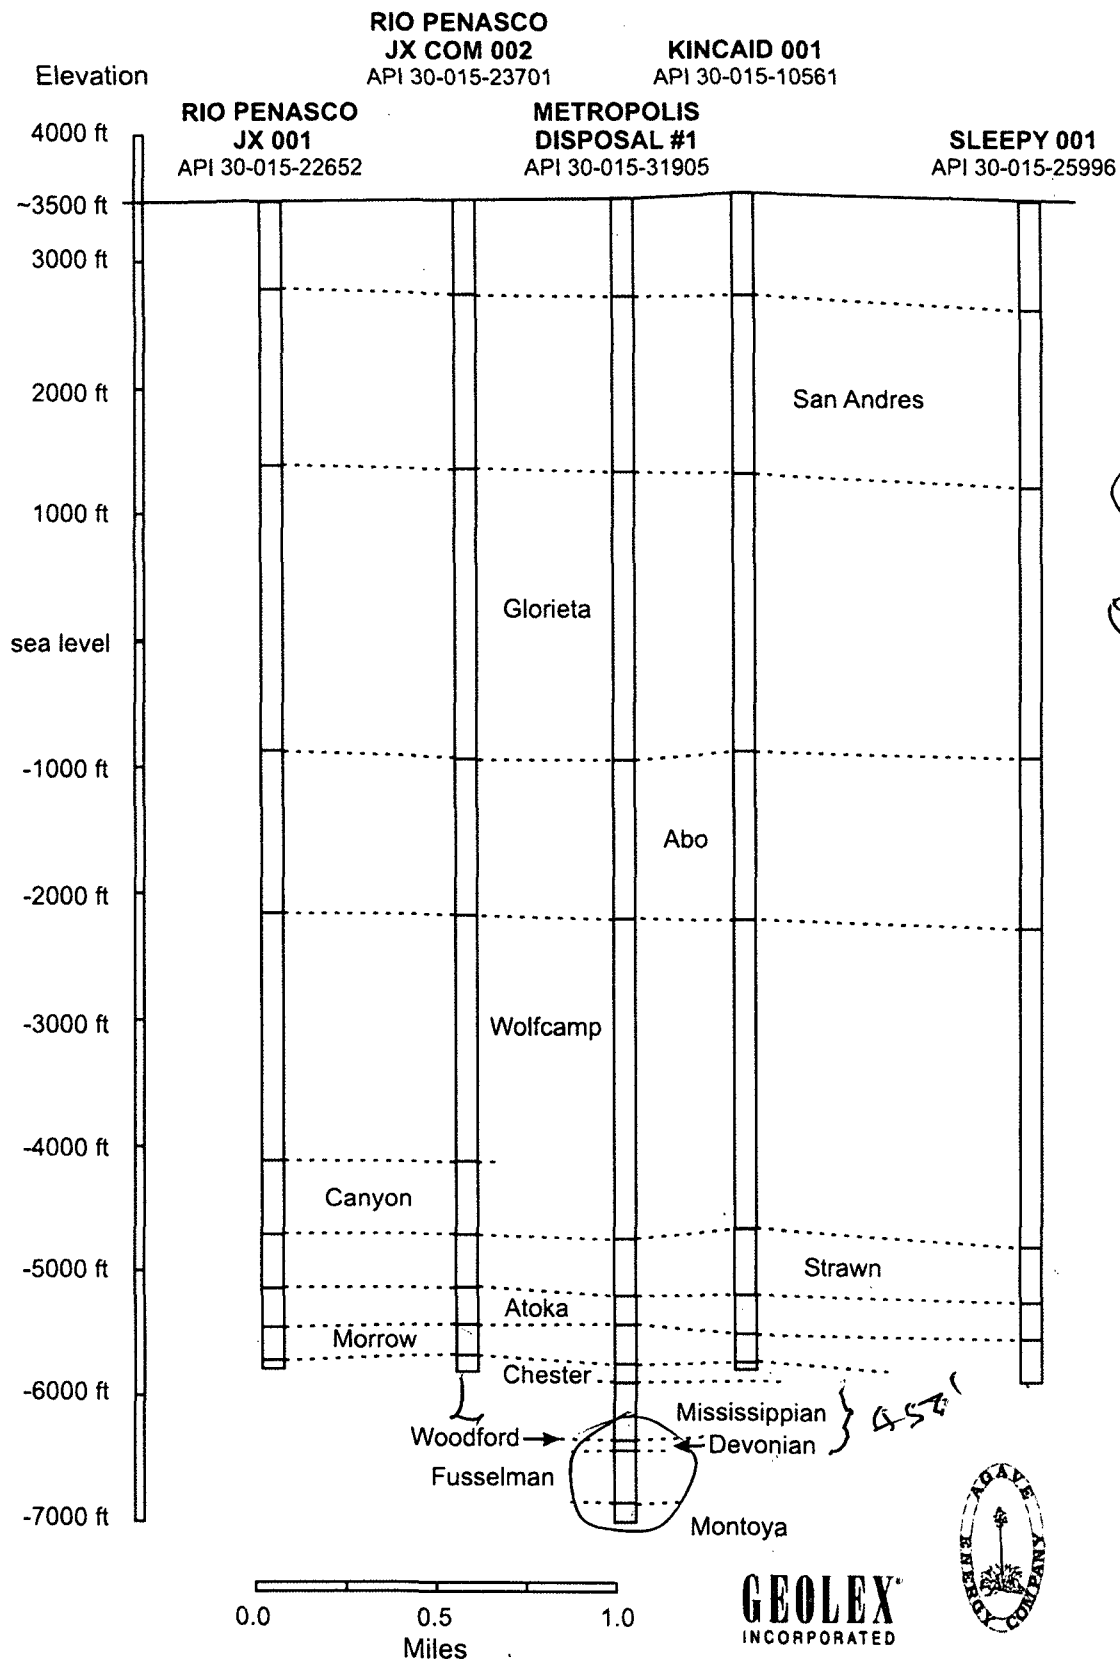 RIO PENASCO
JX COM 002
API 30-015-23701
KINCAID 001
API 30-015-10561
Elevation
RIO PENASCO
JX 001
API 30-015-22652
METROPOLIS
DISPOSAL #1
API 30-015-31905
SLEEPY 001
API 30-015-25996
4000 ft
~3500 ft
3000 ft
2000 ft
San Andres
1000 ft
Glorieta
sea level
-1000 ft
Abo
-2000 ft
-3000 ft
Wolfcamp
-4000 ft
Canyon
-5000 ft
Strawn
Atoka
Morrow
Chester
-6000 ft
Mississippian
Woodford
Devonian
Fusselman
-7000 ft
Montoya
0.0 0.5 1.0
Miles
GEOLEX
INCORPORATED
AGAVE
ENERGY COMPANY